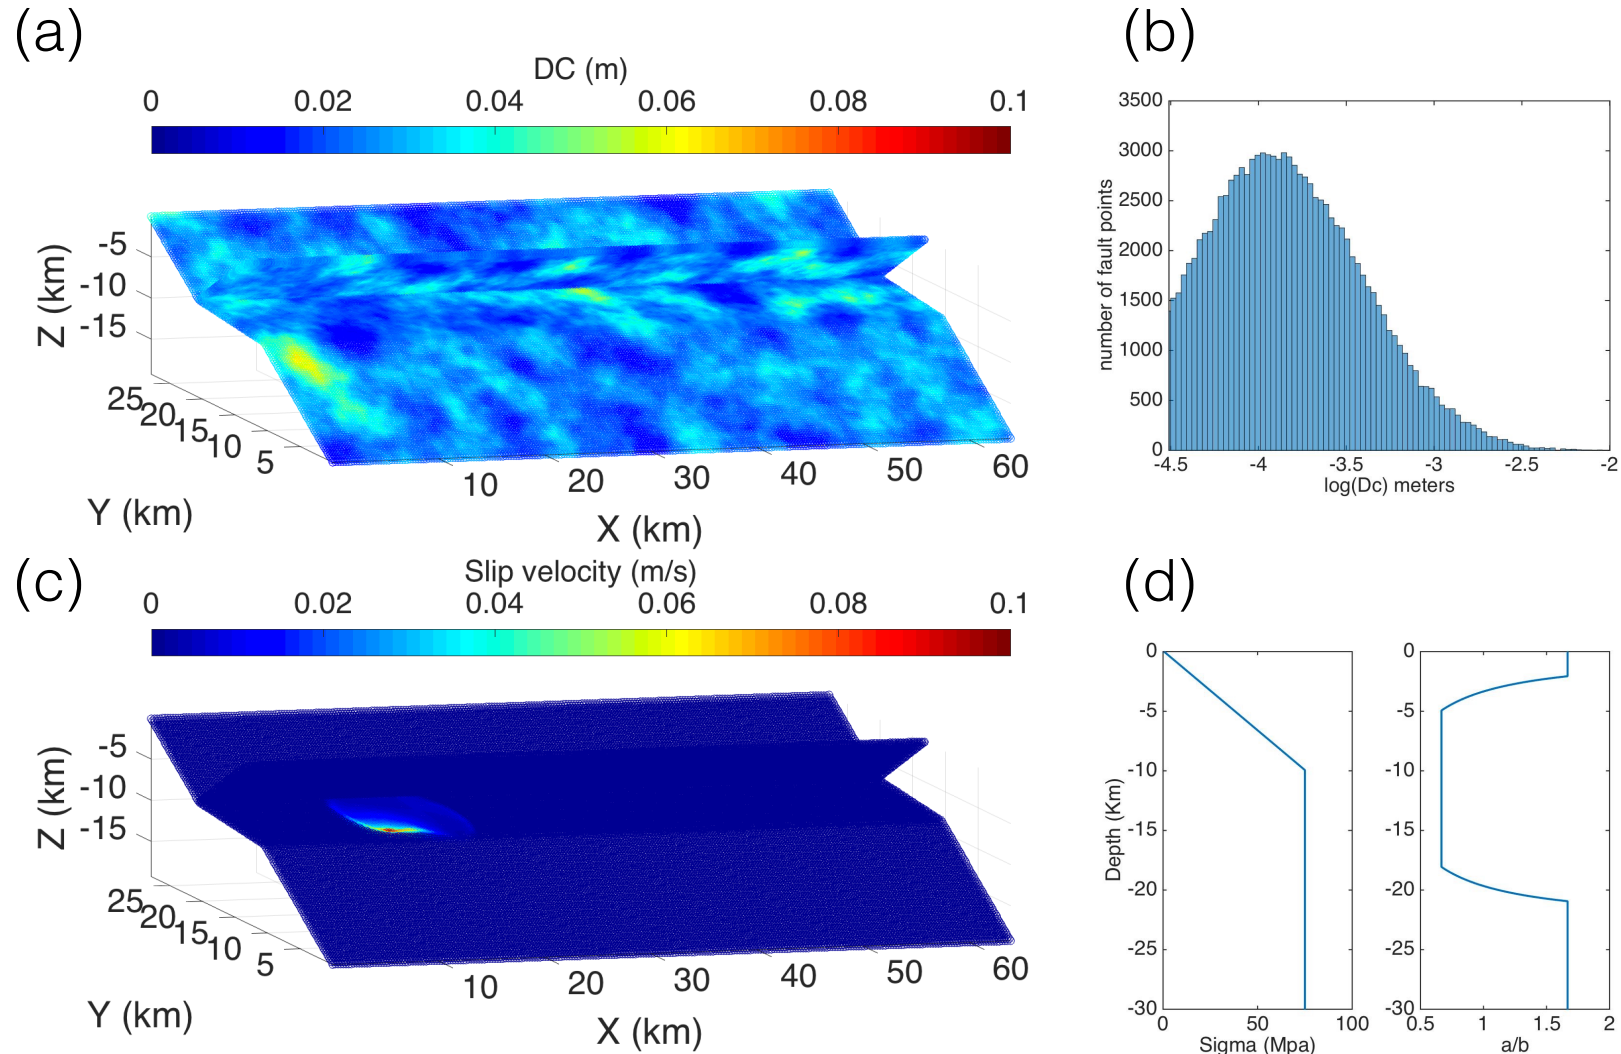 (a)
DC (m)
0 0.02 0.04 0.06 0.08 0.1
-5
-10
-15
Z (km)
25
20
15
10
5
Y (km)
10 20 30 40 50 60
X (km)
(b)
3500
3000
2500
2000
1500
1000
500
0
number of fault points
-4.5 -4 -3.5 -3 -2.5 -2
log(Dc) meters
(c)
Slip velocity (m/s)
0 0.02 0.04 0.06 0.08 0.1
-5
-10
-15
Z (km)
25
20
15
10
5
Y (km)
10 20 30 40 50 60
X (km)
(d)
0
-5
-10
-15
-20
-25
-30
Depth (Km)
0 50 100
Sigma (Mpa)
0
-5
-10
-15
-20
-25
-30
0.5 1 1.5 2
a/b